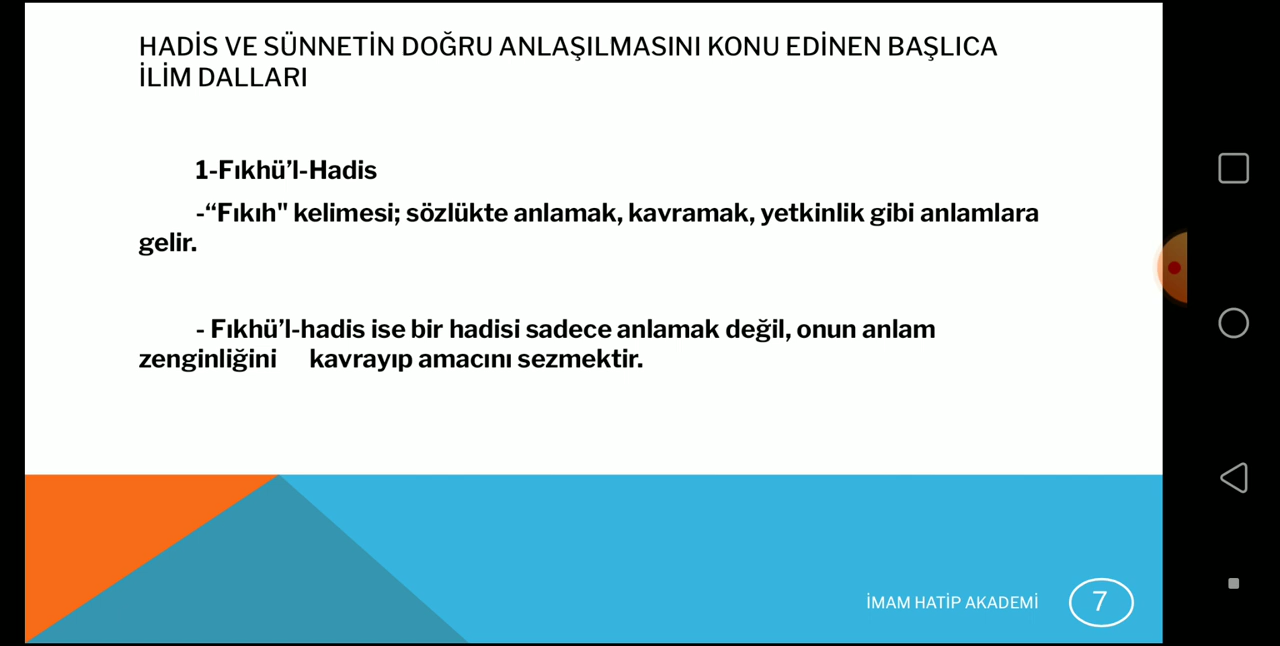 HADİS VE SÜNNETİN DOĞRU ANLAŞILMASINI KONU EDİNEN BAŞLICA
İLİM DALLARI
1-Fıkhü’l-Hadis
-“Fıkıh" kelimesi; sözlükte anlamak, kavramak, yetkinlik gibi anlamlara
gelir.
- Fıkhü’l-hadis ise bir hadisi sadece anlamak değil, onun anlam
zenginliğini kavrayıp amacını sezmektir.
İMAM HATİP AKADEMİ
7